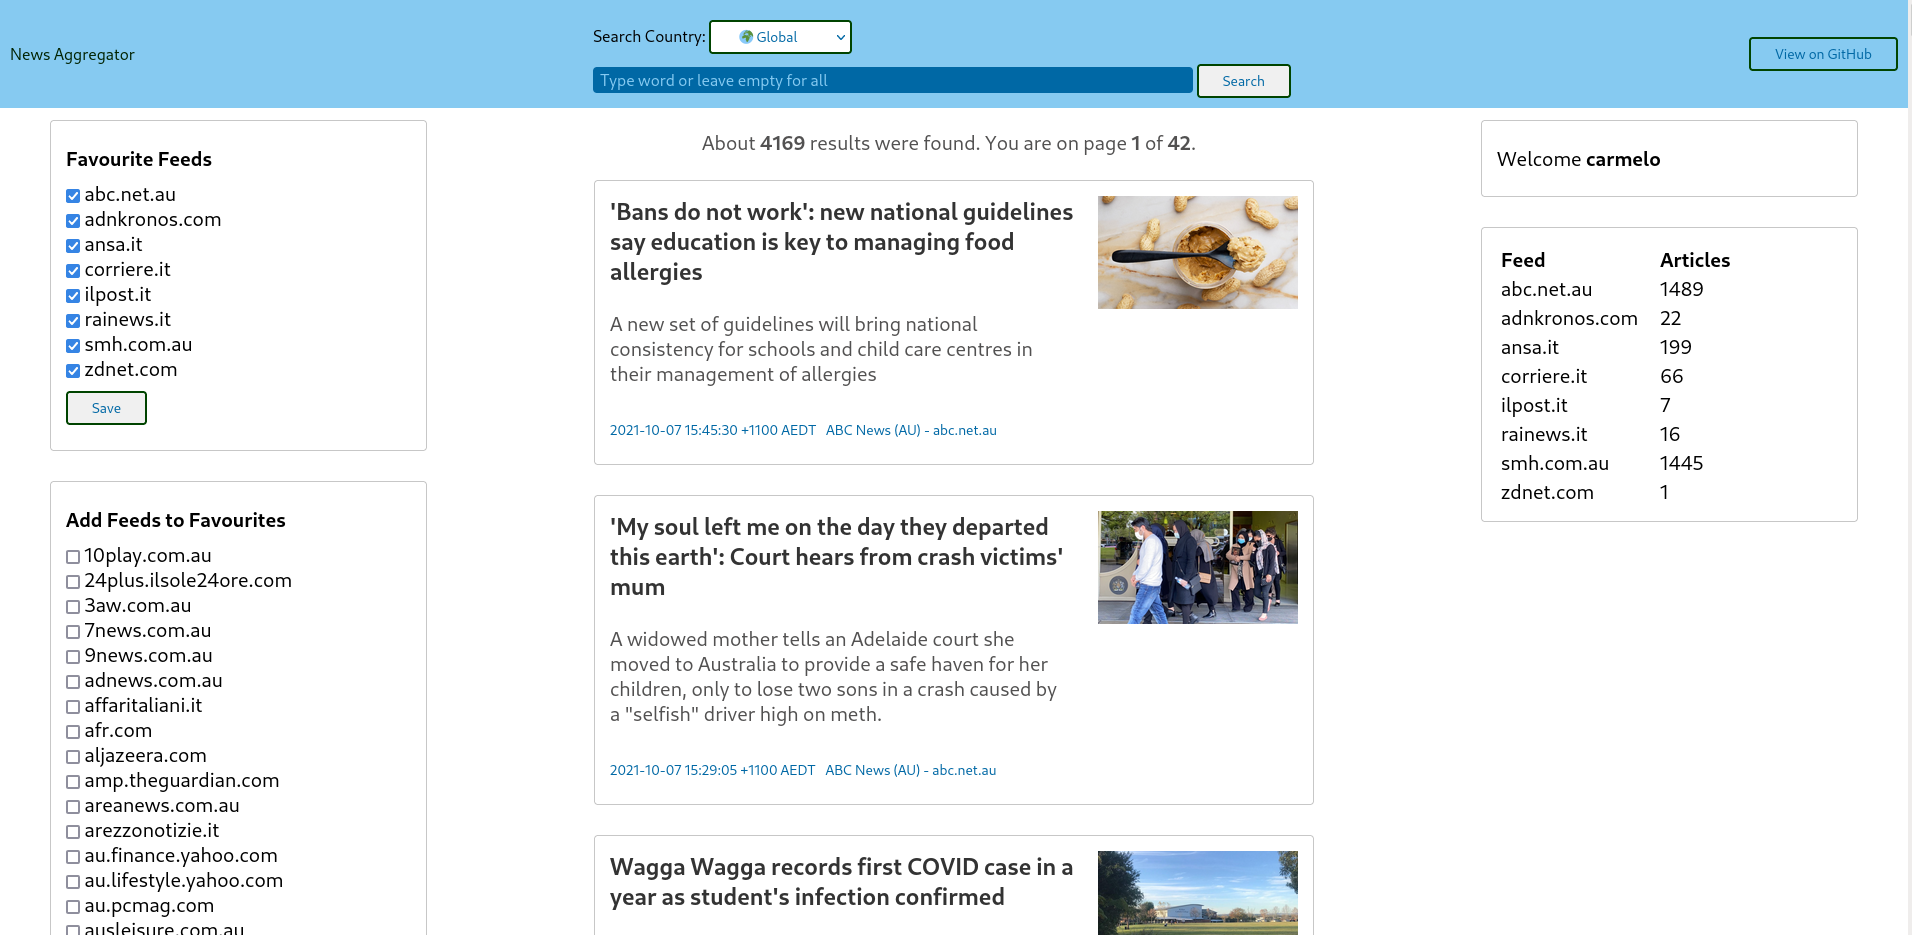 News Aggregator
Search Country: Global
Type word or leave empty for all
Search
View on GitHub
Favourite Feeds
abc.net.au
adnkronos.com
ansa.it
corriere.it
ilpost.it
rainews.it
smh.com.au
zdnet.com
Save
Add Feeds to Favourites
10play.com.au
24plus.ilsole24ore.com
3aw.com.au
7news.com.au
9news.com.au
adnews.com.au
affaritaliani.it
afr.com
aljazeera.com
amp.theguardian.com
areanews.com.au
arezzonotizie.it
au.finance.yahoo.com
au.lifestyle.yahoo.com
au.pcmag.com
ausleisure.com.au
About 4169 results were found. You are on page 1 of 42.
'Bans do not work': new national guidelines
say education is key to managing food
allergies
A new set of guidelines will bring national
consistency for schools and child care centres in
their management of allergies
2021-10-07 15:45:30 +1100 AEDT ABC News (AU) - abc.net.au
'My soul left me on the day they departed
this earth': Court hears from crash victims'
mum
A widowed mother tells an Adelaide court she
moved to Australia to provide a safe haven for her
children, only to lose two sons in a crash caused by
a "selfish" driver high on meth.
2021-10-07 15:29:05 +1100 AEDT ABC News (AU) - abc.net.au
Wagga Wagga records first COVID case in a
year as student's infection confirmed
Welcome carmelo
Feed Articles
abc.net.au 1489
adnkronos.com 22
ansa.it 199
corriere.it 66
ilpost.it 7
rainews.it 16
smh.com.au 1445
zdnet.com 1